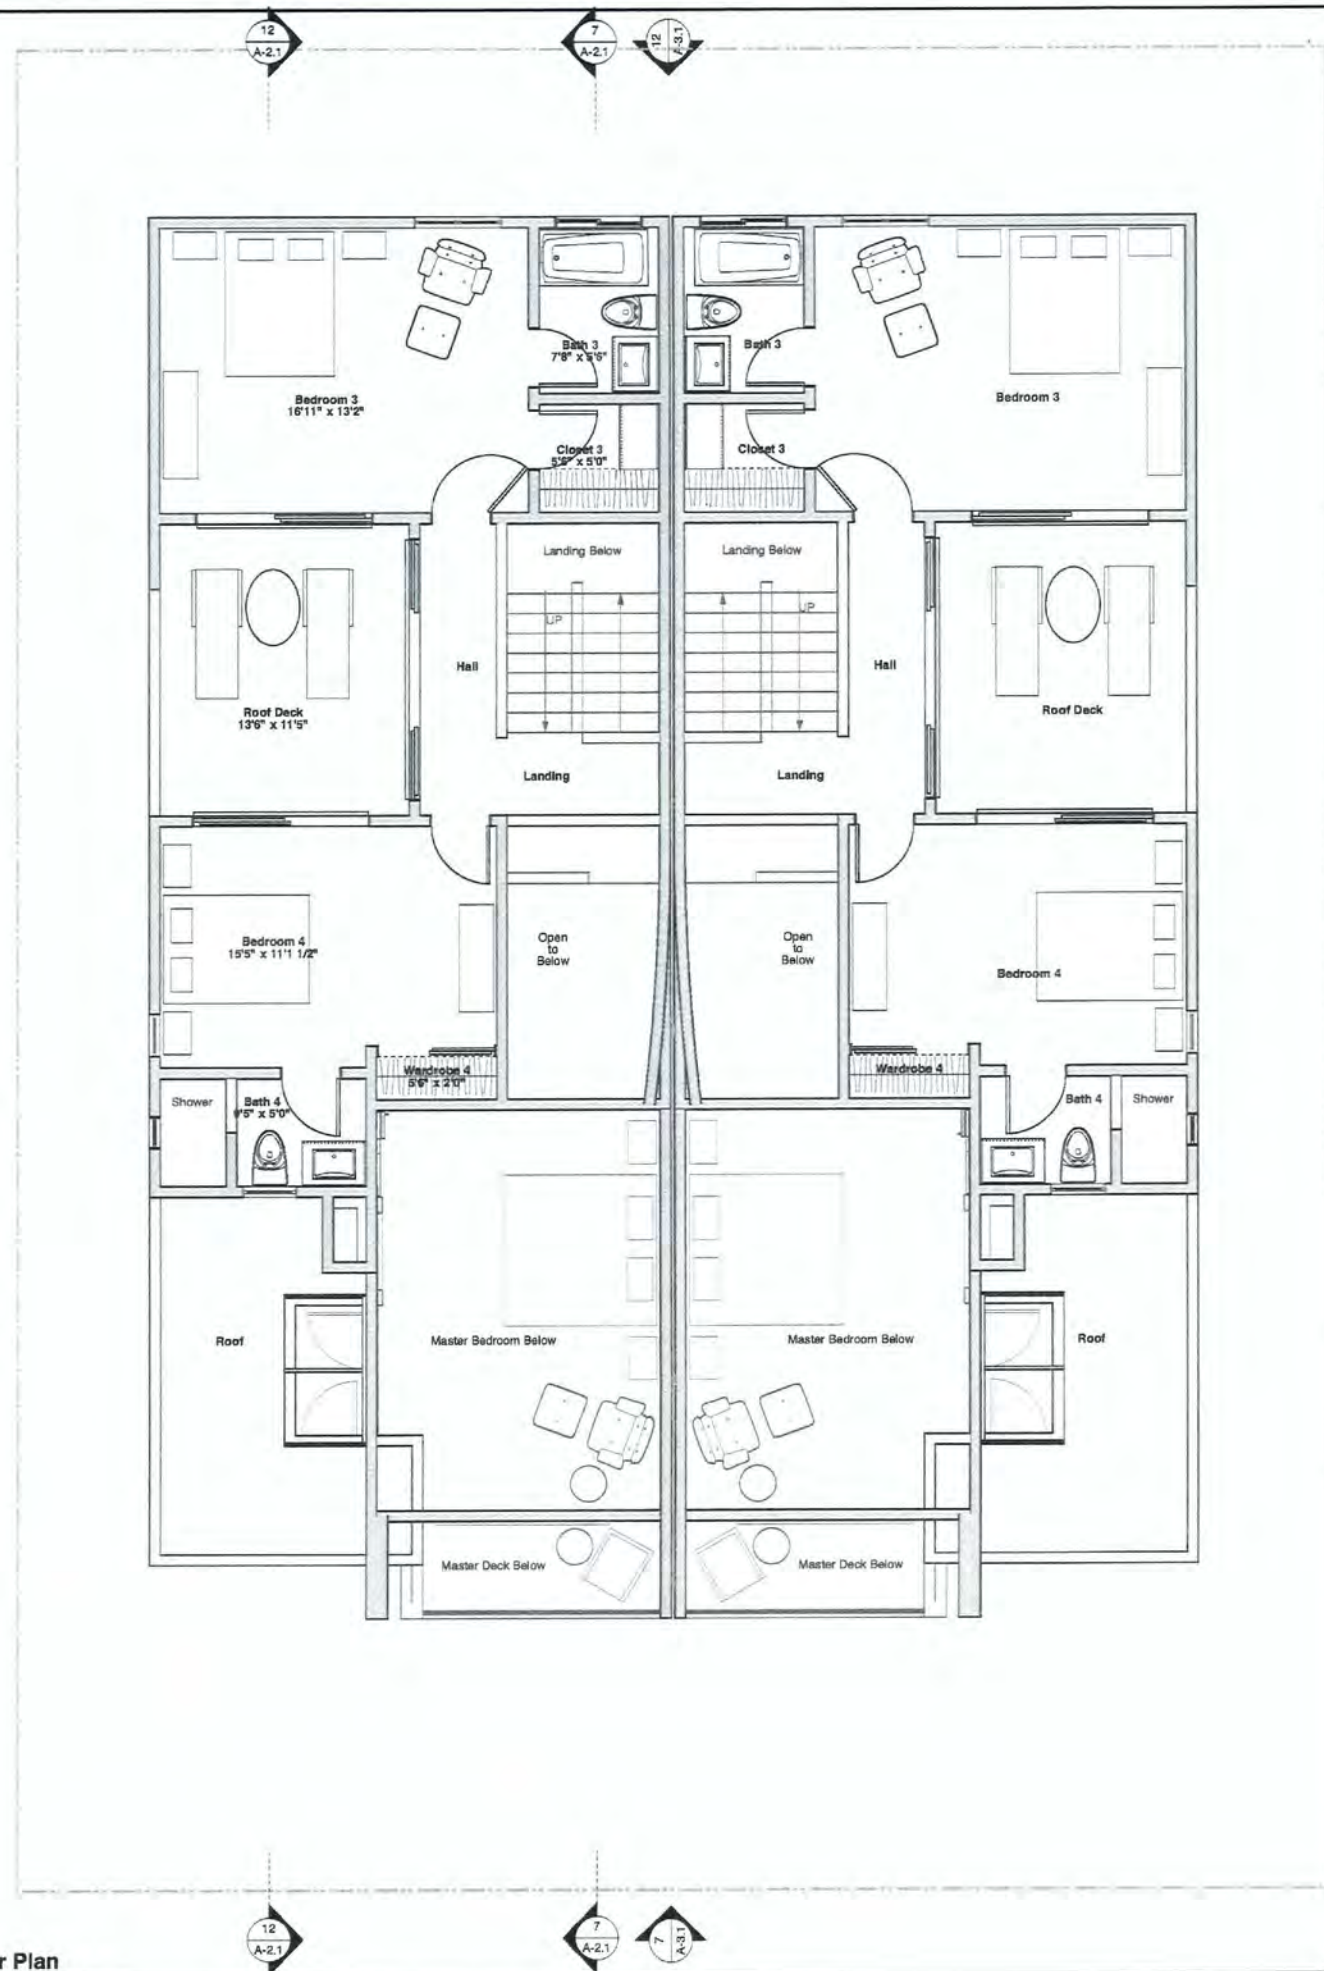 12
A-2.1
7
A-2.1
12
A-3.1
Bath 3
7'8" x 5'6"
Bath 3
Bedroom 3
16'11" x 13'2"
Bedroom 3
Closet 3
5'6" x 5'0"
Closet 3
Landing Below
Landing Below
UP
UP
Hall
Hall
Roof Deck
13'6" x 11'5"
Roof Deck
Landing
Landing
Bedroom 4
15'5" x 11'1 1/2"
Open
to
Below
Open
to
Below
Bedroom 4
Wardrobe 4
5'6" x 2'0"
Wardrobe 4
Shower
Bath 4
9'5" x 5'0"
Bath 4
Shower
Roof
Master Bedroom Below
Master Bedroom Below
Roof
Master Deck Below
Master Deck Below
12
A-2.1
7
A-2.1
7
A-3.1
r Plan